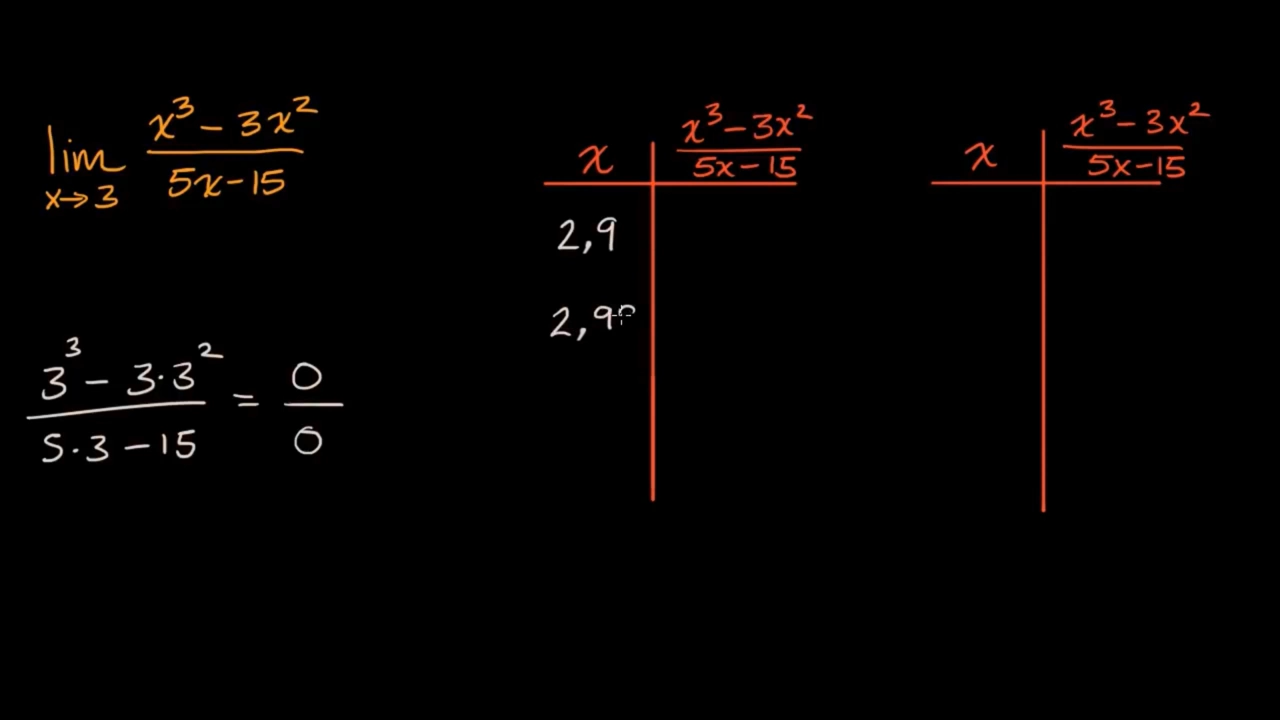 lim x→3 x³ − 3x² / 5x − 15
3³ − 3·3² / 5·3 − 15 = 0 / 0
x | x³ − 3x² / 5x − 15
2,9
2,99
x | x³ − 3x² / 5x − 15